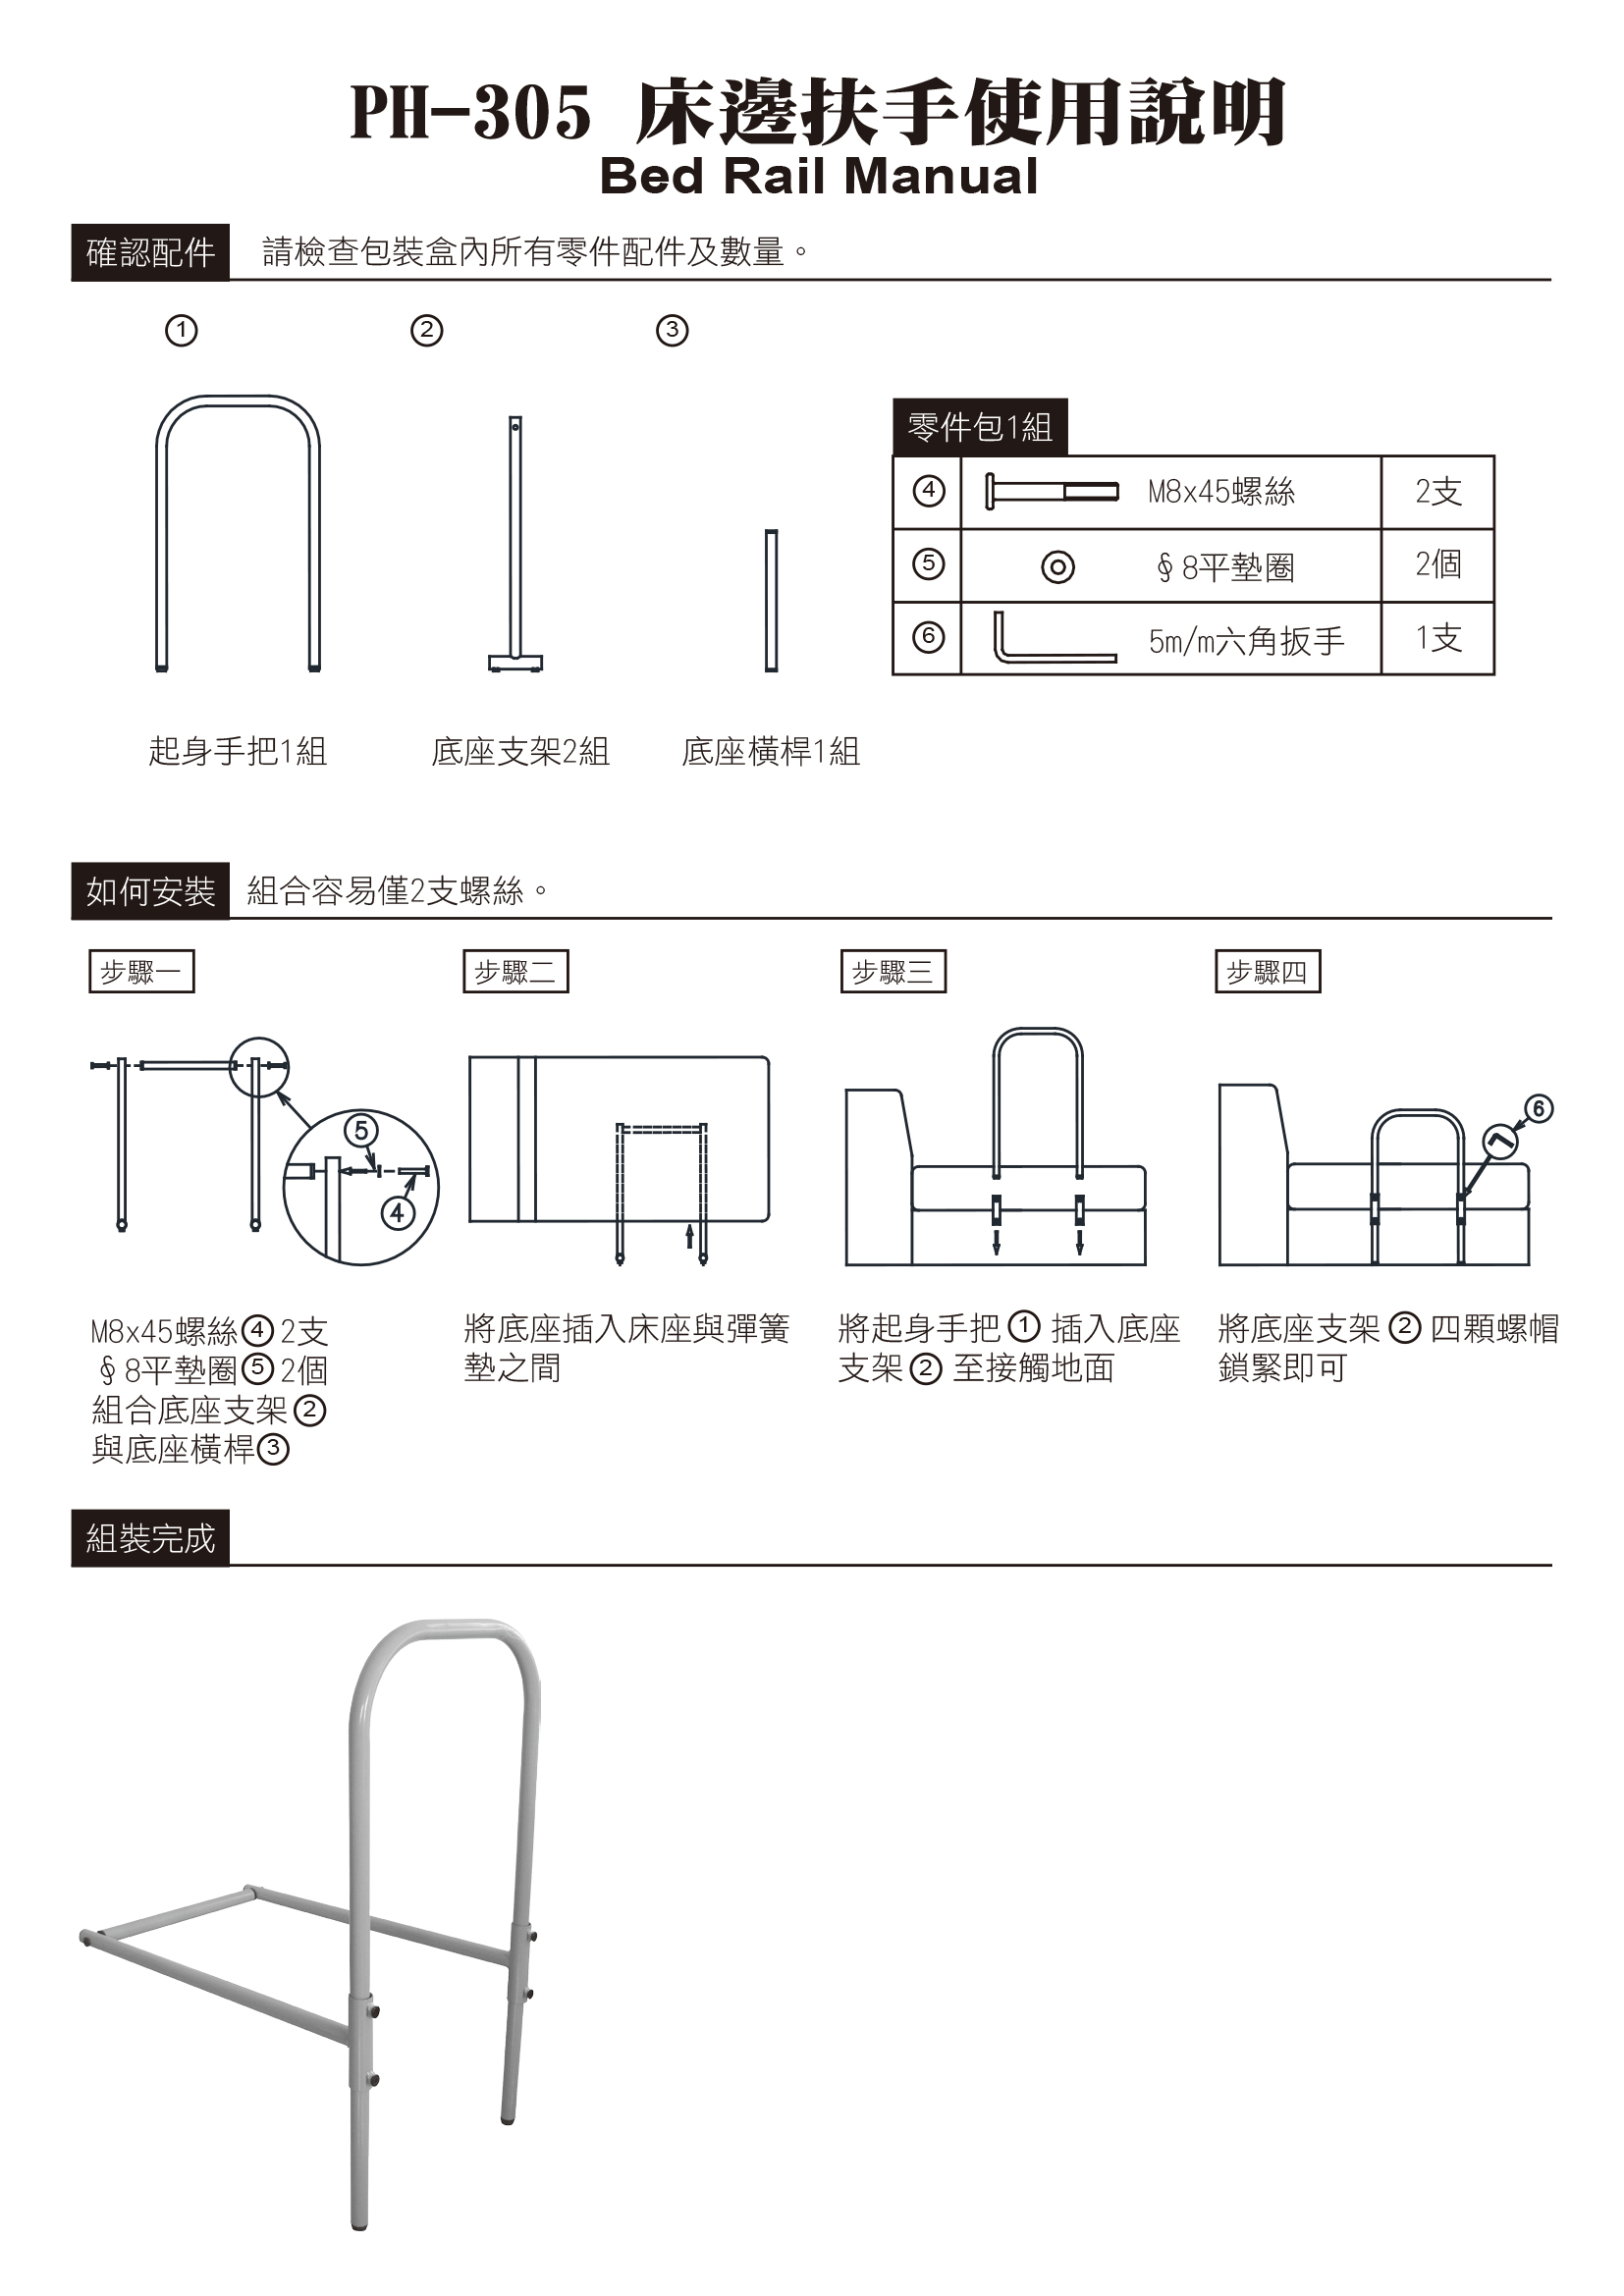 PH-305 床邊扶手使用說明
Bed Rail Manual
確認配件 請檢查包裝盒內所有零件配件及數量。
① ② ③
零件包1組
④ M8x45螺絲 2支
⑤ ∮8平墊圈 2個
⑥ 5m/m六角扳手 1支
起身手把1組 底座支架2組 底座橫桿1組
如何安裝 組合容易僅2支螺絲。
步驟一 步驟二 步驟三 步驟四
⑤
④
⑥
M8x45螺絲④2支
∮8平墊圈⑤2個
組合底座支架②
與底座橫桿③
將底座插入床座與彈簧
墊之間
將起身手把①插入底座
支架②至接觸地面
將底座支架②四顆螺帽
鎖緊即可
組裝完成